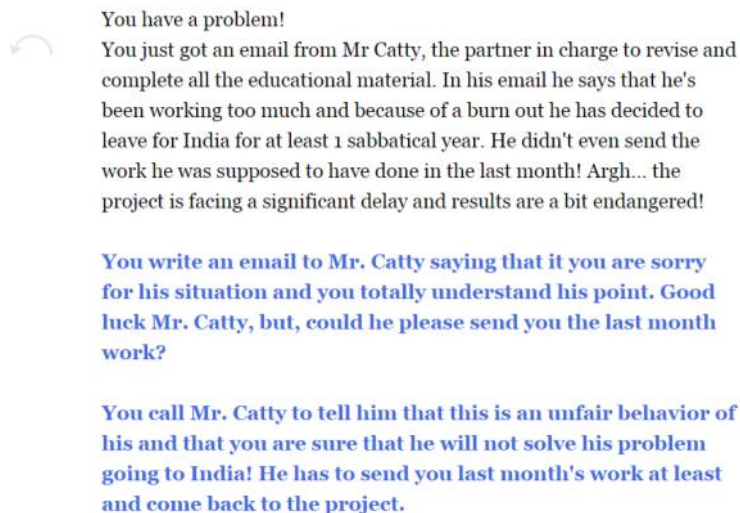 You have a problem!
You just got an email from Mr Catty, the partner in charge to revise and
complete all the educational material. In his email he says that he's
been working too much and because of a burn out he has decided to
leave for India for at least 1 sabbatical year. He didn't even send the
work he was supposed to have done in the last month! Argh... the
project is facing a significant delay and results are a bit endangered!
You write an email to Mr. Catty saying that it you are sorry
for his situation and you totally understand his point. Good
luck Mr. Catty, but, could he please send you the last month
work?
You call Mr. Catty to tell him that this is an unfair behavior of
his and that you are sure that he will not solve his problem
going to India! He has to send you last month's work at least
and come back to the project.